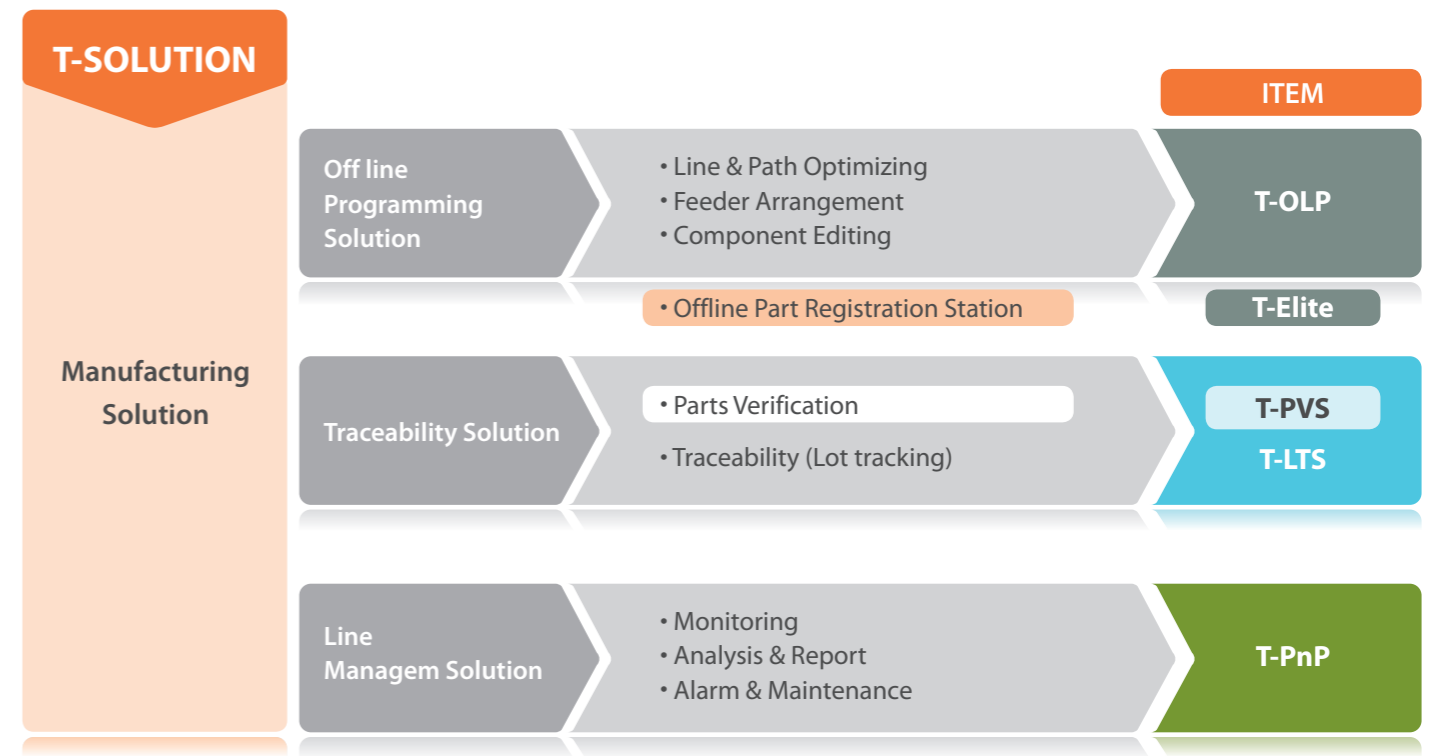 T-SOLUTION
ITEM
Manufacturing
Solution
Off line
Programming
Solution
• Line & Path Optimizing
• Feeder Arrangement
• Component Editing
T-OLP
• Offline Part Registration Station
T-Elite
Traceability Solution
• Parts Verification
• Traceability (Lot tracking)
T-PVS
T-LTS
Line
Managem Solution
• Monitoring
• Analysis & Report
• Alarm & Maintenance
T-PnP